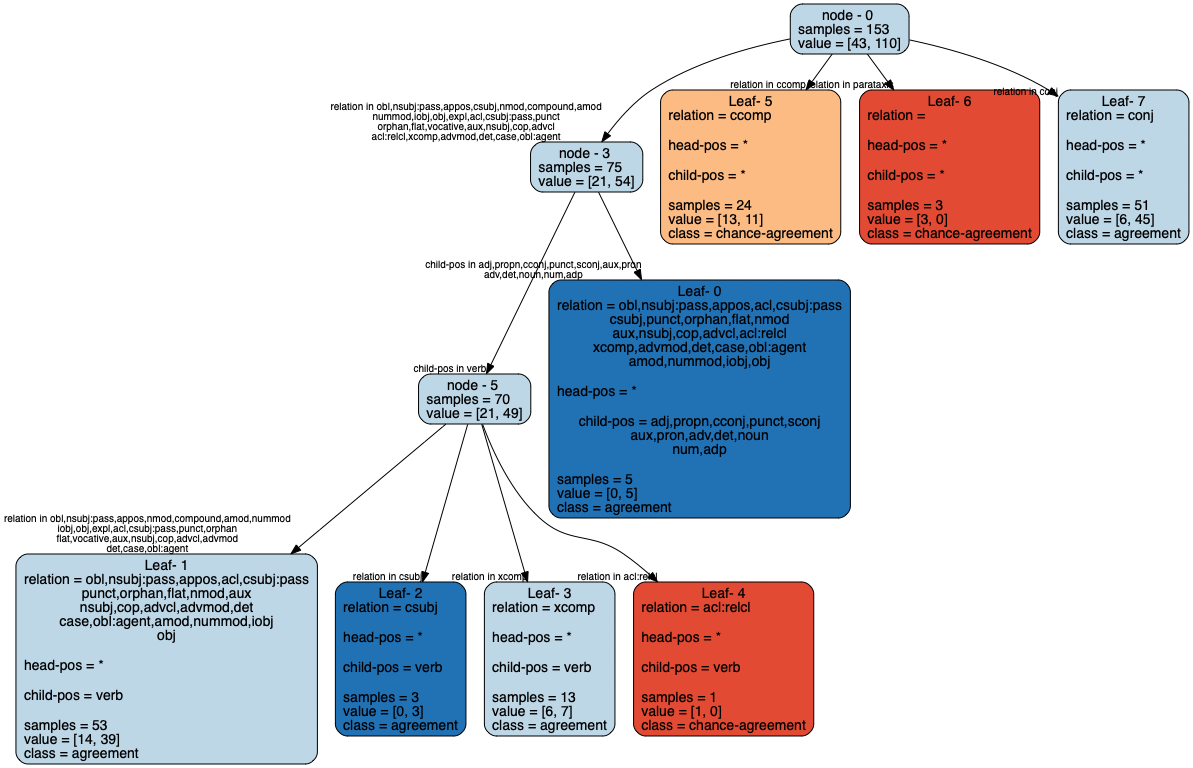 node - 0
samples = 153
value = [43, 110]
relation in obl,nsubj:pass,appos,csubj,nmod,compound,amod
nummod,iobj,obj,expl,acl,csubj:pass,punct
orphan,flat,vocative,aux,nsubj,cop,advcl
acl:relcl,xcomp,advmod,det,case,obl:agent
relation in ccomp
relation in parataxis
relation in conj
node - 3
samples = 75
value = [21, 54]
Leaf- 5
relation = ccomp
head-pos = *
child-pos = *
samples = 24
value = [13, 11]
class = chance-agreement
Leaf- 6
relation =
head-pos = *
child-pos = *
samples = 3
value = [3, 0]
class = chance-agreement
Leaf- 7
relation = conj
head-pos = *
child-pos = *
samples = 51
value = [6, 45]
class = agreement
child-pos in adj,propn,cconj,punct,sconj,aux,pron
adv,det,noun,num,adp
child-pos in verb
node - 5
samples = 70
value = [21, 49]
Leaf- 0
relation = obl,nsubj:pass,appos,acl,csubj:pass
csubj,punct,orphan,flat,nmod
aux,nsubj,cop,advcl,acl:relcl
xcomp,advmod,det,case,obl:agent
amod,nummod,iobj,obj
head-pos = *
child-pos = adj,propn,cconj,punct,sconj
aux,pron,adv,det,noun
num,adp
samples = 5
value = [0, 5]
class = agreement
relation in obl,nsubj:pass,appos,nmod,compound,amod,nummod
iobj,obj,expl,acl,csubj:pass,punct,orphan
flat,vocative,aux,nsubj,cop,advcl,advmod
det,case,obl:agent
relation in csubj
relation in xcomp
relation in acl:relcl
Leaf- 1
relation = obl,nsubj:pass,appos,acl,csubj:pass
punct,orphan,flat,nmod,aux
nsubj,cop,advcl,advmod,det
case,obl:agent,amod,nummod,iobj
obj
head-pos = *
child-pos = verb
samples = 53
value = [14, 39]
class = agreement
Leaf- 2
relation = csubj
head-pos = *
child-pos = verb
samples = 3
value = [0, 3]
class = agreement
Leaf- 3
relation = xcomp
head-pos = *
child-pos = verb
samples = 13
value = [6, 7]
class = agreement
Leaf- 4
relation = acl:relcl
head-pos = *
child-pos = verb
samples = 1
value = [1, 0]
class = chance-agreement